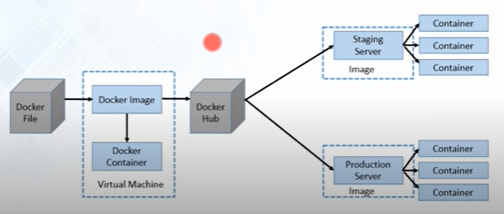 Docker
File
Docker Image
Docker
Container
Virtual Machine
Docker
Hub
Staging
Server
Image
Container
Container
Container
Production
Server
Image
Container
Container
Container